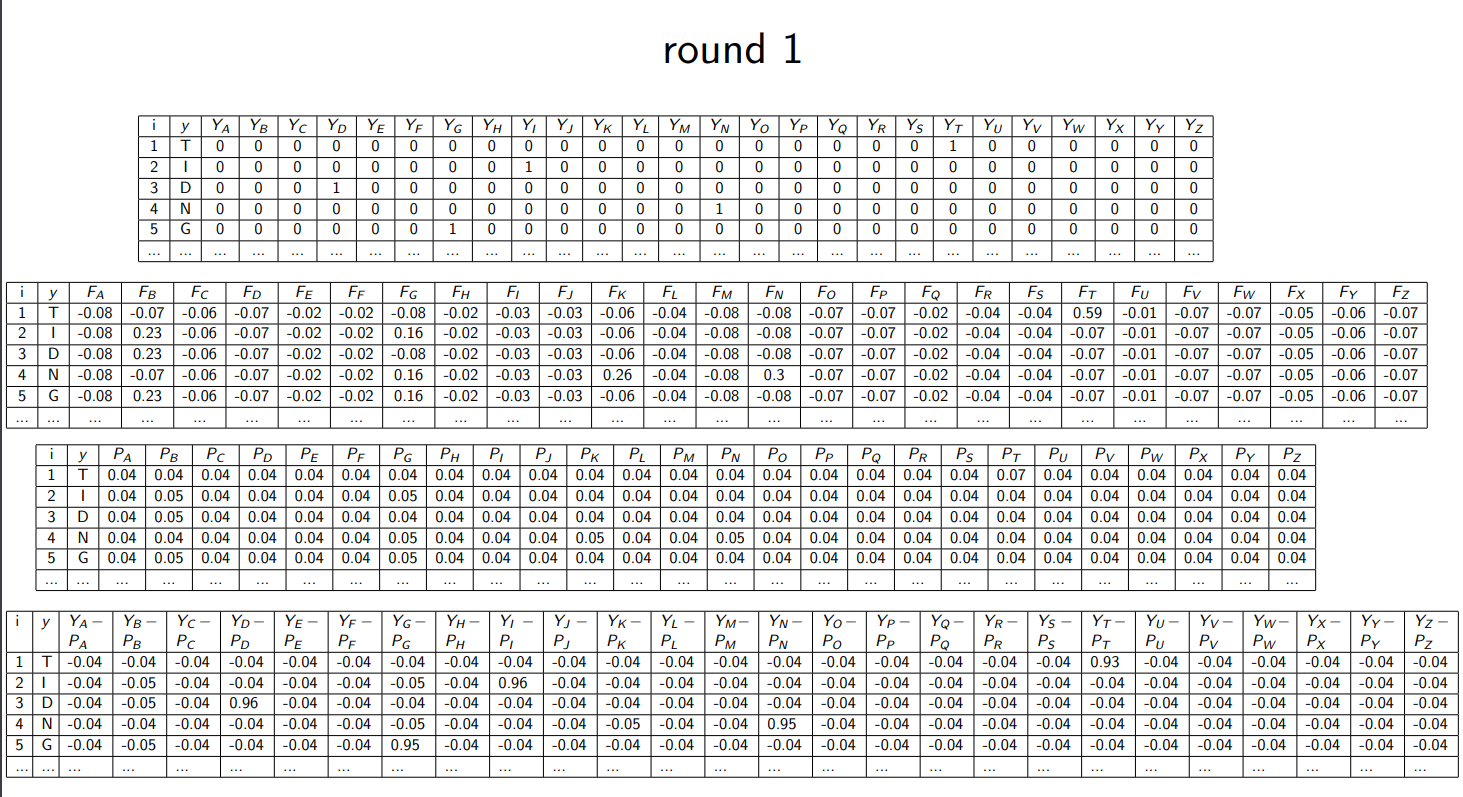 round 1
i y Y_A Y_B Y_C Y_D Y_E Y_F Y_G Y_H Y_I Y_J Y_K Y_L Y_M Y_N Y_O Y_P Y_Q Y_R Y_S Y_T Y_U Y_V Y_W Y_X Y_Y Y_Z
1 T 0 0 0 0 0 0 0 0 0 0 0 0 0 0 0 0 0 0 0 1 0 0 0 0 0 0
2 I 0 0 0 0 0 0 0 0 1 0 0 0 0 0 0 0 0 0 0 0 0 0 0 0 0 0
3 D 0 0 0 1 0 0 0 0 0 0 0 0 0 0 0 0 0 0 0 0 0 0 0 0 0 0
4 N 0 0 0 0 0 0 0 0 0 0 0 0 0 1 0 0 0 0 0 0 0 0 0 0 0 0
5 G 0 0 0 0 0 0 1 0 0 0 0 0 0 0 0 0 0 0 0 0 0 0 0 0 0 0
... ... ... ... ... ... ... ... ... ... ... ... ... ... ... ... ... ... ... ... ... ... ... ... ... ... ... ...
i y F_A F_B F_C F_D F_E F_F F_G F_H F_I F_J F_K F_L F_M F_N F_O F_P F_Q F_R F_S F_T F_U F_V F_W F_X F_Y F_Z
1 T -0.08 -0.07 -0.06 -0.07 -0.02 -0.02 -0.08 -0.02 -0.03 -0.03 -0.06 -0.04 -0.08 -0.08 -0.07 -0.07 -0.02 -0.04 -0.04 0.59 -0.01 -0.07 -0.07 -0.05 -0.06 -0.07
2 I -0.08 0.23 -0.06 -0.07 -0.02 -0.02 0.16 -0.02 -0.03 -0.03 -0.06 -0.04 -0.08 -0.08 -0.07 -0.07 -0.02 -0.04 -0.04 -0.07 -0.01 -0.07 -0.07 -0.05 -0.06 -0.07
3 D -0.08 0.23 -0.06 -0.07 -0.02 -0.02 -0.08 -0.02 -0.03 -0.03 -0.06 -0.04 -0.08 -0.08 -0.07 -0.07 -0.02 -0.04 -0.04 -0.07 -0.01 -0.07 -0.07 -0.05 -0.06 -0.07
4 N -0.08 -0.07 -0.06 -0.07 -0.02 -0.02 0.16 -0.02 -0.03 -0.03 0.26 -0.04 -0.08 0.3 -0.07 -0.07 -0.02 -0.04 -0.04 -0.07 -0.01 -0.07 -0.07 -0.05 -0.06 -0.07
5 G -0.08 0.23 -0.06 -0.07 -0.02 -0.02 0.16 -0.02 -0.03 -0.03 -0.06 -0.04 -0.08 -0.08 -0.07 -0.07 -0.02 -0.04 -0.04 -0.07 -0.01 -0.07 -0.07 -0.05 -0.06 -0.07
... ... ... ... ... ... ... ... ... ... ... ... ... ... ... ... ... ... ... ... ... ... ... ... ... ... ... ...
i y P_A P_B P_C P_D P_E P_F P_G P_H P_I P_J P_K P_L P_M P_N P_O P_P P_Q P_R P_S P_T P_U P_V P_W P_X P_Y P_Z
1 T 0.04 0.04 0.04 0.04 0.04 0.04 0.04 0.04 0.04 0.04 0.04 0.04 0.04 0.04 0.04 0.04 0.04 0.04 0.04 0.07 0.04 0.04 0.04 0.04 0.04 0.04
2 I 0.04 0.05 0.04 0.04 0.04 0.04 0.05 0.04 0.04 0.04 0.04 0.04 0.04 0.04 0.04 0.04 0.04 0.04 0.04 0.04 0.04 0.04 0.04 0.04 0.04 0.04
3 D 0.04 0.05 0.04 0.04 0.04 0.04 0.04 0.04 0.04 0.04 0.04 0.04 0.04 0.04 0.04 0.04 0.04 0.04 0.04 0.04 0.04 0.04 0.04 0.04 0.04 0.04
4 N 0.04 0.04 0.04 0.04 0.04 0.04 0.05 0.04 0.04 0.04 0.05 0.04 0.04 0.05 0.04 0.04 0.04 0.04 0.04 0.04 0.04 0.04 0.04 0.04 0.04 0.04
5 G 0.04 0.05 0.04 0.04 0.04 0.04 0.05 0.04 0.04 0.04 0.04 0.04 0.04 0.04 0.04 0.04 0.04 0.04 0.04 0.04 0.04 0.04 0.04 0.04 0.04 0.04
... ... ... ... ... ... ... ... ... ... ... ... ... ... ... ... ... ... ... ... ... ... ... ... ... ... ... ...
i y Y_A − Y_B − Y_C − Y_D − Y_E − Y_F − Y_G − Y_H − Y_I − Y_J − Y_K − Y_L − Y_M − Y_N − Y_O − Y_P − Y_Q − Y_R − Y_S − Y_T − Y_U − Y_V − Y_W − Y_X − Y_Y − Y_Z −
P_A P_B P_C P_D P_E P_F P_G P_H P_I P_J P_K P_L P_M P_N P_O P_P P_Q P_R P_S P_T P_U P_V P_W P_X P_Y P_Z
1 T -0.04 -0.04 -0.04 -0.04 -0.04 -0.04 -0.04 -0.04 -0.04 -0.04 -0.04 -0.04 -0.04 -0.04 -0.04 -0.04 -0.04 -0.04 -0.04 0.93 -0.04 -0.04 -0.04 -0.04 -0.04 -0.04
2 I -0.04 -0.05 -0.04 -0.04 -0.04 -0.04 -0.05 -0.04 0.96 -0.04 -0.04 -0.04 -0.04 -0.04 -0.04 -0.04 -0.04 -0.04 -0.04 -0.04 -0.04 -0.04 -0.04 -0.04 -0.04 -0.04
3 D -0.04 -0.05 -0.04 0.96 -0.04 -0.04 -0.04 -0.04 -0.04 -0.04 -0.04 -0.04 -0.04 -0.04 -0.04 -0.04 -0.04 -0.04 -0.04 -0.04 -0.04 -0.04 -0.04 -0.04 -0.04 -0.04
4 N -0.04 -0.04 -0.04 -0.04 -0.04 -0.04 -0.05 -0.04 -0.04 -0.04 -0.05 -0.04 -0.04 0.95 -0.04 -0.04 -0.04 -0.04 -0.04 -0.04 -0.04 -0.04 -0.04 -0.04 -0.04 -0.04
5 G -0.04 -0.05 -0.04 -0.04 -0.04 -0.04 0.95 -0.04 -0.04 -0.04 -0.04 -0.04 -0.04 -0.04 -0.04 -0.04 -0.04 -0.04 -0.04 -0.04 -0.04 -0.04 -0.04 -0.04 -0.04 -0.04
... ... ... ... ... ... ... ... ... ... ... ... ... ... ... ... ... ... ... ... ... ... ... ... ... ... ... ...